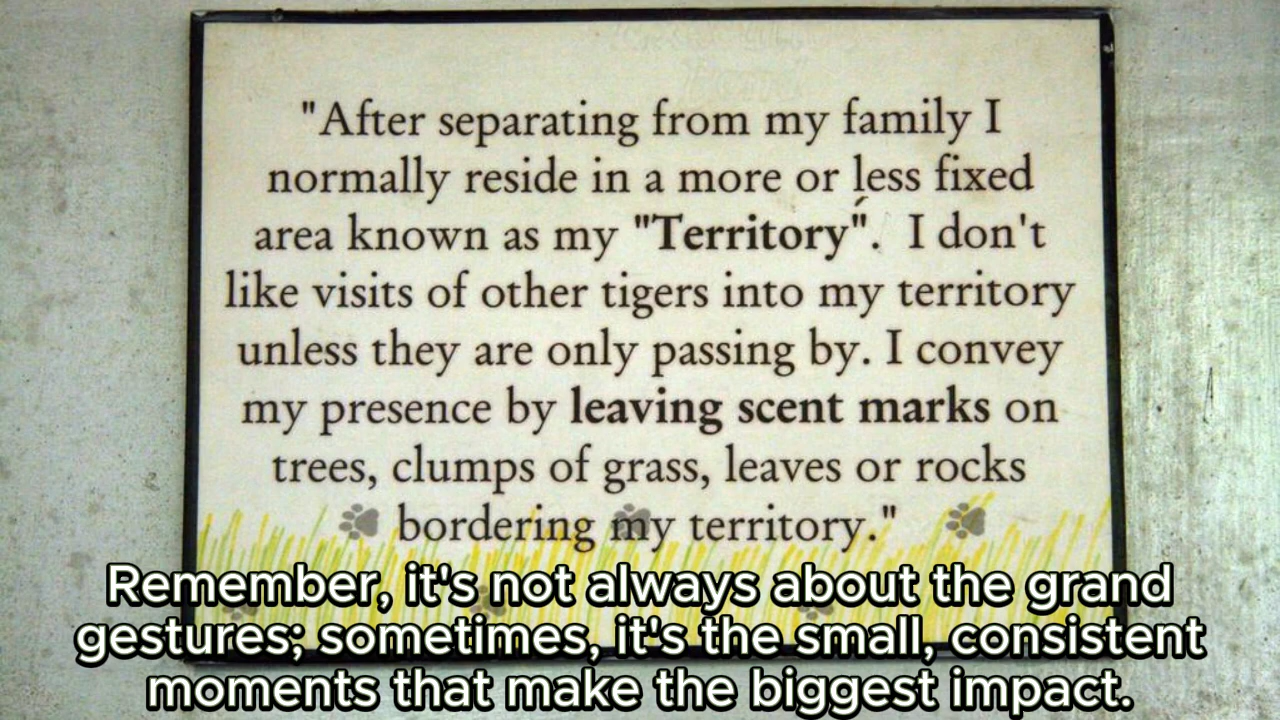 "After separating from my family I
normally reside in a more or less fixed
area known as my "Territory".  I don't
like visits of other tigers into my territory
unless they are only passing by. I convey
my presence by leaving scent marks on
trees, clumps of grass, leaves or rocks
bordering my territory."
Remember, it's not always about the grand
gestures; sometimes, it's the small, consistent
moments that make the biggest impact.